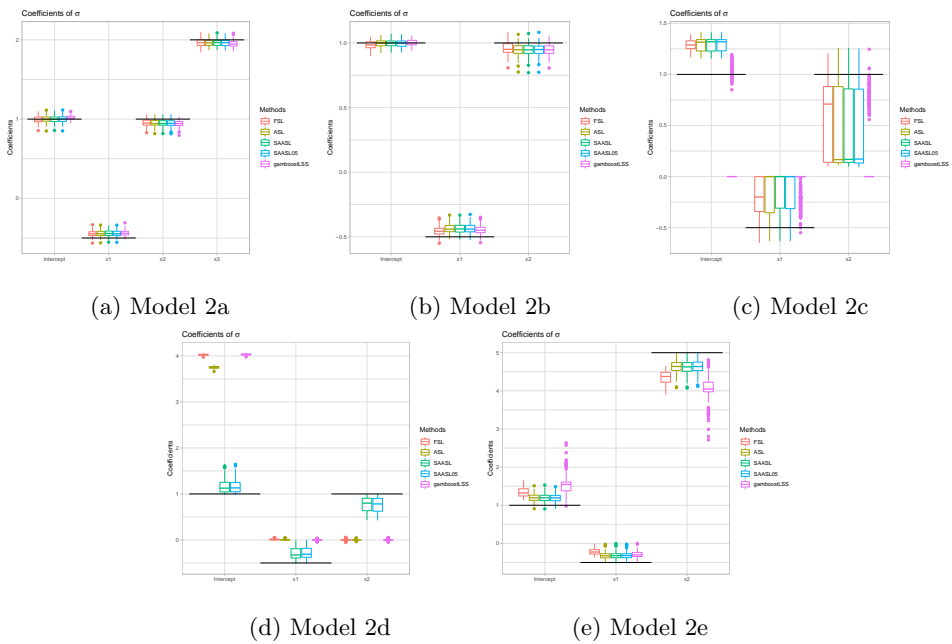 Coefficients of σ
Coefficients
2
1
0
Intercept
x1
x2
x3
Methods
FSL
ASL
SAASL
SAASL05
gamboostLSS
(a) Model 2a
Coefficients of σ
Coefficients
1.0
0.5
0.0
−0.5
Intercept
x1
x2
Methods
FSL
ASL
SAASL
SAASL05
gamboostLSS
(b) Model 2b
Coefficients of σ
Coefficients
1.5
1.0
0.5
0.0
−0.5
Intercept
x1
x2
Methods
FSL
ASL
SAASL
SAASL05
gamboostLSS
(c) Model 2c
Coefficients of σ
Coefficients
4
3
2
1
0
Intercept
x1
x2
Methods
FSL
ASL
SAASL
SAASL05
gamboostLSS
(d) Model 2d
Coefficients of σ
Coefficients
5
4
3
2
1
0
Intercept
x1
x2
Methods
FSL
ASL
SAASL
SAASL05
gamboostLSS
(e) Model 2e